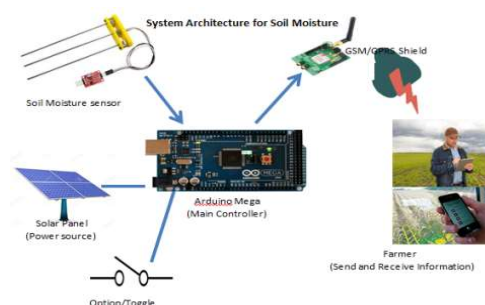 System Architecture for Soil Moisture
GSM/GPRS Shield
Soil Moisture sensor
MEGA
Arduino Mega
(Main Controller)
Solar Panel
(Power source)
Farmer
(Send and Receive Information)
Option/Toggle